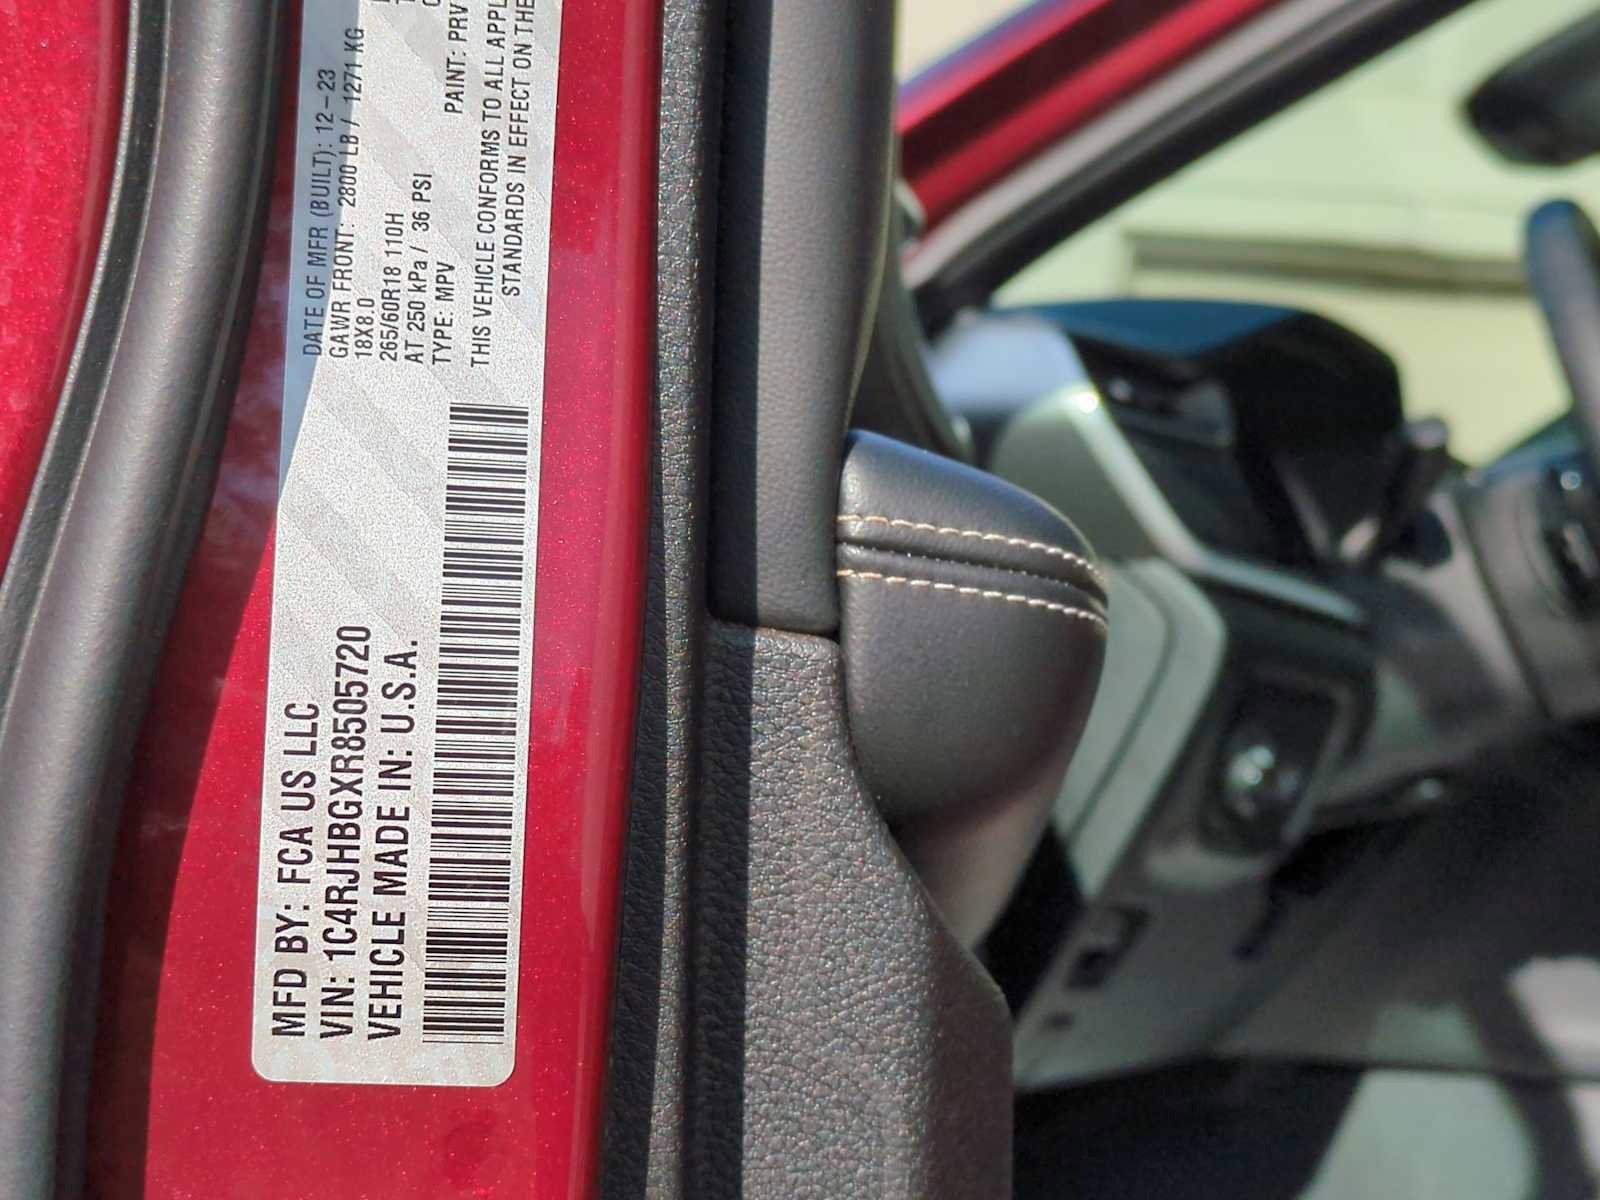 MFD BY: FCA US LLC
VIN: 1C4RJHBGXR8505720
VEHICLE MADE IN: U.S.A.
DATE OF MFR (BUILT): 12-23
GAWR FRONT: 2800 LB / 1271 KG
18X8.0
265/60R18 110H
AT 250 kPa / 36 PSI
TYPE: MPV
PAINT: PRV
THIS VEHICLE CONFORMS TO ALL
STANDARDS IN EFFECT ON THE